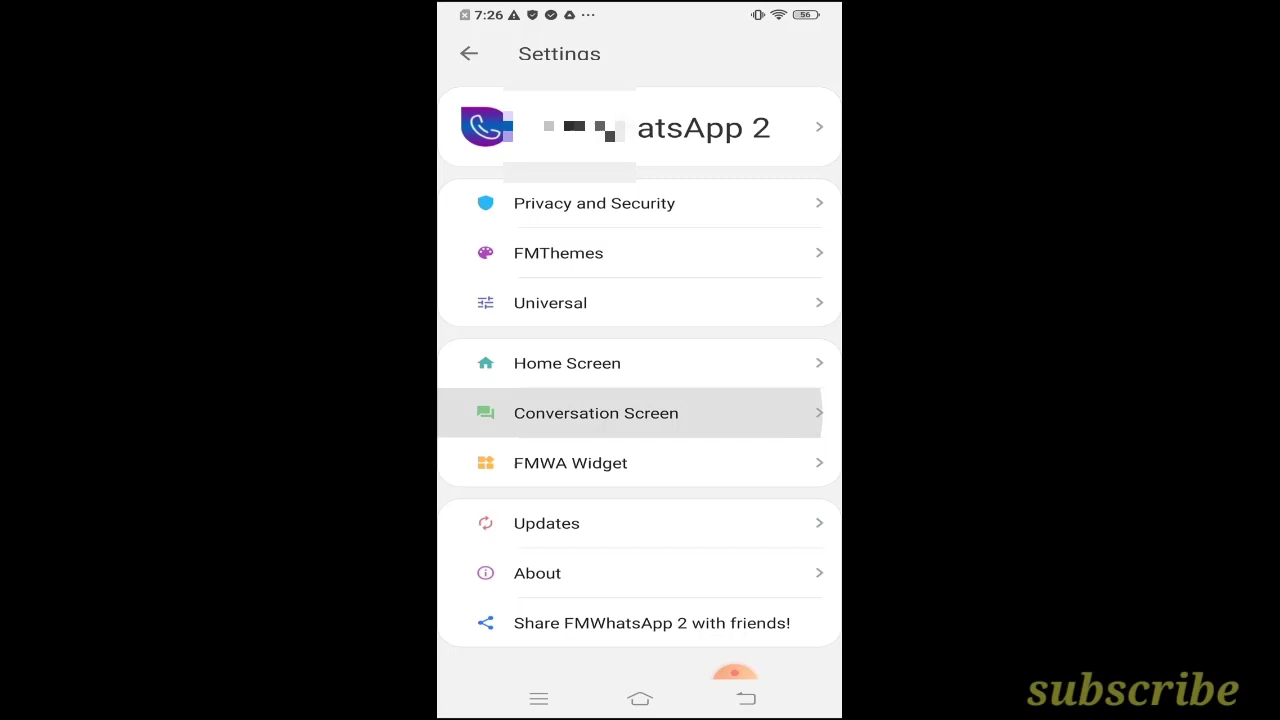 7:26
56
Settings
atsApp 2
Privacy and Security
FMThemes
Universal
Home Screen
Conversation Screen
FMWA Widget
Updates
About
Share FMWhatsApp 2 with friends!
subscribe